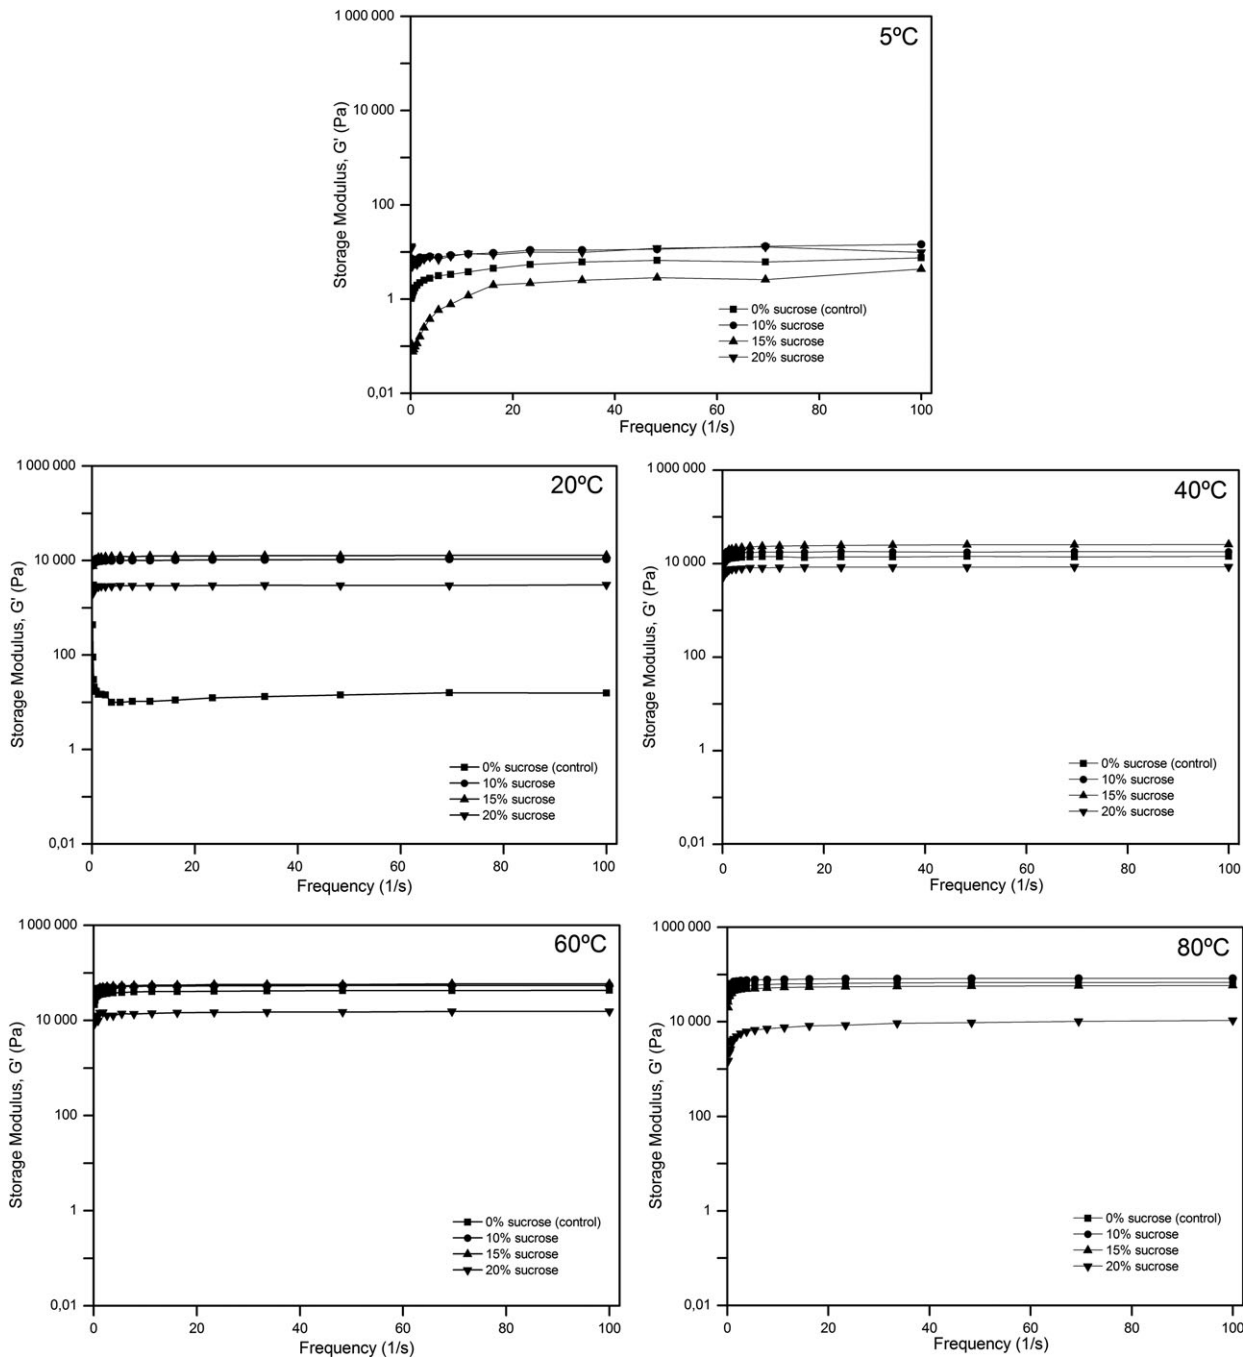 5ºC
Storage Modulus, G' (Pa)
1 000 000
10 000
100
1
0,01
0% sucrose (control)
10% sucrose
15% sucrose
20% sucrose
0 20 40 60 80 100
Frequency (1/s)
20ºC
Storage Modulus, G' (Pa)
1 000 000
10 000
100
1
0,01
0% sucrose (control)
10% sucrose
15% sucrose
20% sucrose
0 20 40 60 80 100
Frequency (1/s)
40ºC
Storage Modulus, G' (Pa)
1 000 000
10 000
100
1
0,01
0% sucrose (control)
10% sucrose
15% sucrose
20% sucrose
0 20 40 60 80 100
Frequency (1/s)
60ºC
Storage Modulus, G' (Pa)
1 000 000
10 000
100
1
0,01
0% sucrose (control)
10% sucrose
15% sucrose
20% sucrose
0 20 40 60 80 100
Frequency (1/s)
80ºC
Storage Modulus, G' (Pa)
1 000 000
10 000
100
1
0,01
0% sucrose (control)
10% sucrose
15% sucrose
20% sucrose
0 20 40 60 80 100
Frequency (1/s)